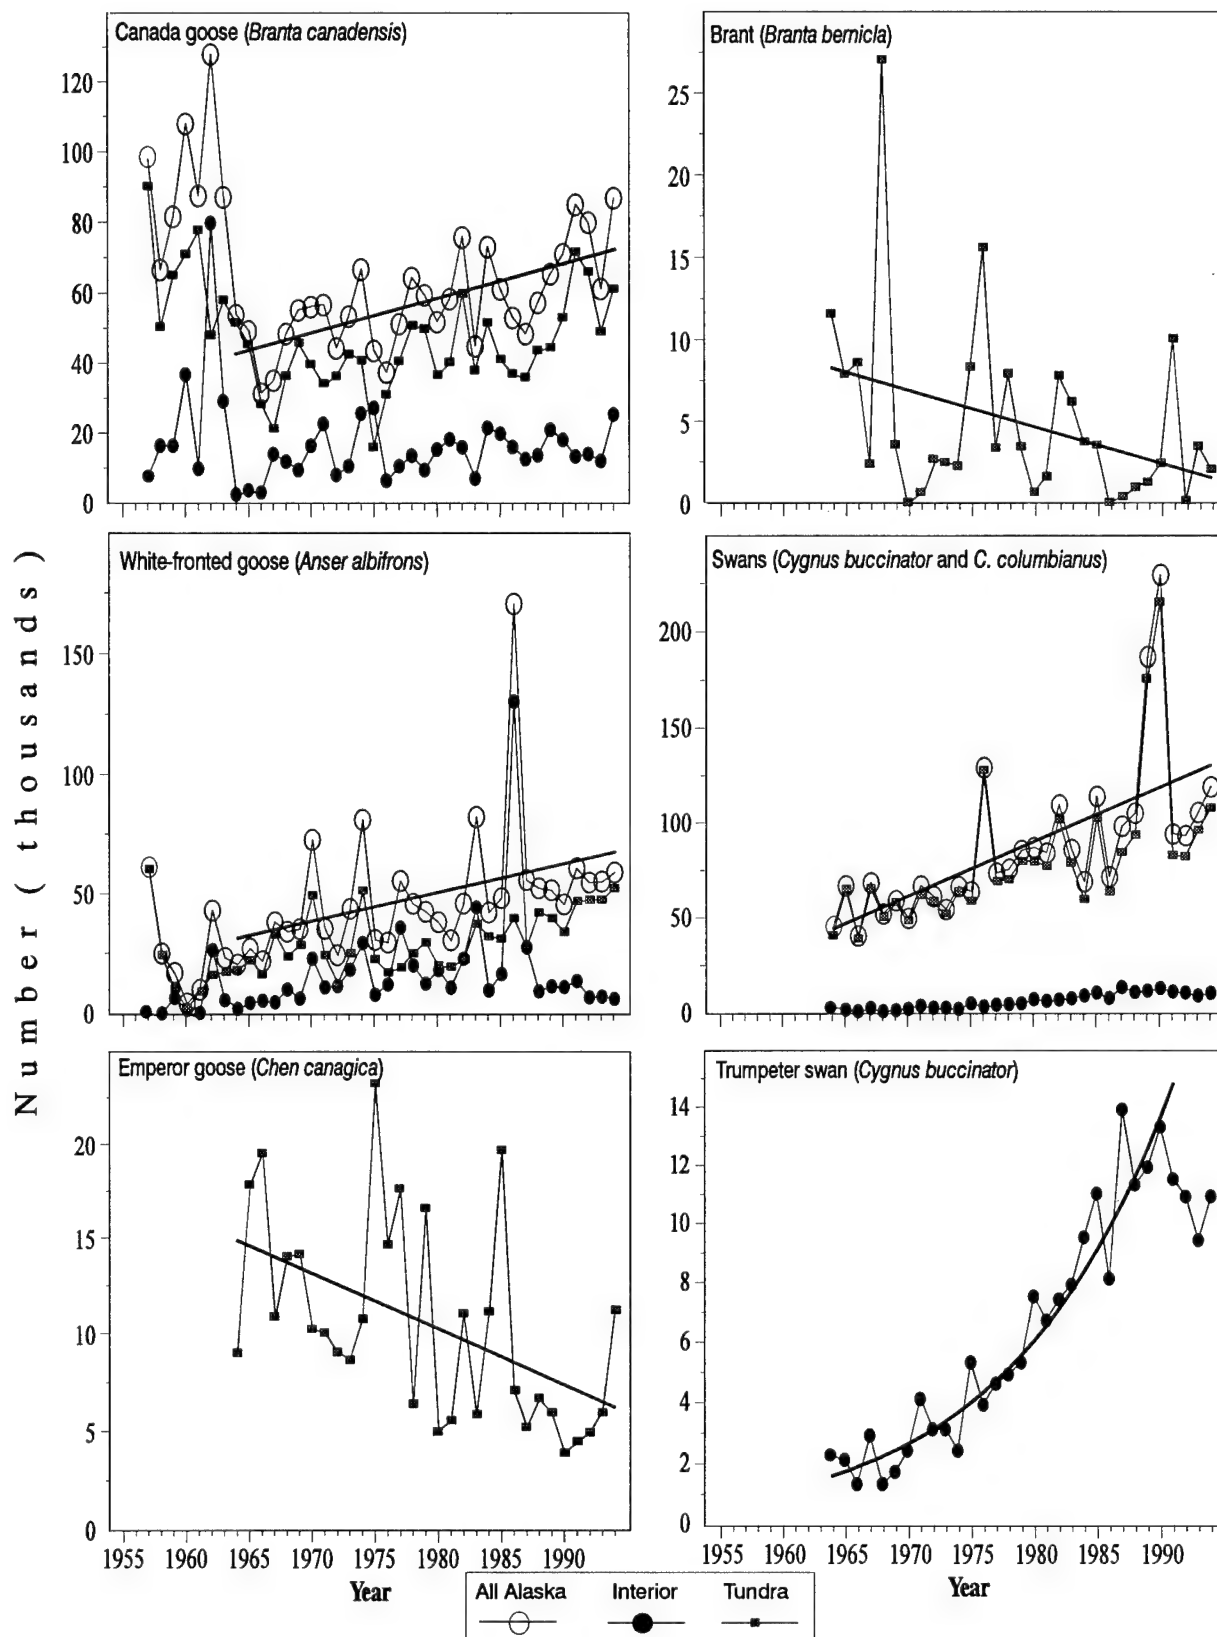 Canada goose (Branta canadensis)
120
100
80
60
40
20
0
Brant (Branta bernicla)
25
20
15
10
5
0
Number (thousands)
White-fronted goose (Anser albifrons)
150
100
50
0
Swans (Cygnus buccinator and C. columbianus)
200
150
100
50
0
Emperor goose (Chen canagica)
20
15
10
5
0
1955 1960 1965 1970 1975 1980 1985 1990
Year
Trumpeter swan (Cygnus buccinator)
14
12
10
8
6
4
2
0
1955 1960 1965 1970 1975 1980 1985 1990
Year
All Alaska Interior Tundra